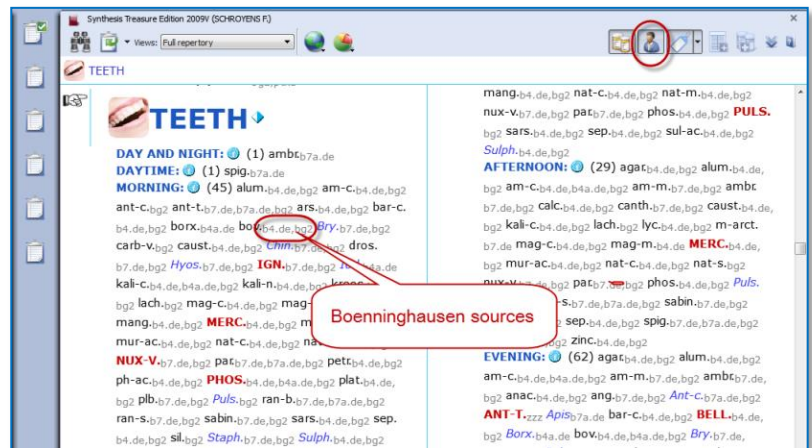 Synthesis Treasure Edition 2009V (SCHROYENS F.)
Views: Full repertory
TEETH
TEETH
DAY AND NIGHT: (1) ambr.b7a.de
DAYTIME: (1) spig.b7a.de
MORNING: (45) alum.b4.de,bg2 am-c.b4.de,bg2
ant-c.bg2 ant-t.b7.de,b7a.de,bg2 ars.b4.de,bg2 bar-c.
b4.de,bg2 borx.b4a.de bov.b4.de,bg2 Bry.b7.de,bg2
carb-v.bg2 caust.b4.de,bg2 Chin.b7.de,bg2 dros.
b7.de,bg2 Hyos.b7.de,bg2 IGN.b7.de,bg2
kali-c.b4.de,b4a.de,bg2 kali-n.b4.de,bg2
bg2 lach.bg2 mag-c.b4.de,bg2
mang.b4.de,bg2 MERC.b4.de,bg2
mur-ac.b4.de,bg2 nat-c.b4.de,bg2
NUX-V.b7.de,bg2 par.b7.de,b7a.de,bg2 petr.b4.de,bg2
ph-ac.b4.de,bg2 PHOS.b4.de,b4a.de,bg2 plat.b4.de,
bg2 plb.b7.de,bg2 Puls.bg2 ran-b.b7.de,b7a.de,bg2
ran-s.b7.de,bg2 sabin.b7.de,bg2 sars.b4.de,bg2 sep.
b4.de,bg2 sil.bg2 Staph.b7.de,bg2 Sulph.b4.de,bg2
Boenninghausen sources
mang.b4.de,bg2 nat-c.b4.de,bg2 nat-m.b4.de,bg2
nux-v.b7.de,bg2 par.b7.de,bg2 phos.b4.de,bg2 PULS.
bg2 sars.b4.de,bg2 sep.b4.de,bg2 sul-ac.b4.de,bg2
Sulph.b4.de,bg2
AFTERNOON: (29) agar.b4.de,bg2 alum.b4.de,
bg2 am-c.b4.de,b4a.de,bg2 am-m.b7.de,bg2 ambr.
b7.de,bg2 calc.b4.de,bg2 canth.b7.de,bg2 caust.b4.de,
bg2 kali-c.b4.de,bg2 lach.bg2 lyc.b4.de,bg2 m-arct.
b7.de mag-c.b4.de,bg2 mag-m.b4.de MERC.b4.de,
bg2 mur-ac.b4.de,bg2 nat-c.b4.de,bg2 nat-s.bg2
nux-v.b7.de,bg2 par.b7.de,bg2 phos.b4.de,bg2 Puls.
b7.de,b7a.de,bg2 sabin.b7.de,bg2
sep.b4.de,bg2 spig.b7.de,b7a.de,bg2
zinc.b4.de,bg2
EVENING: (62) agar.b4.de,bg2 alum.b4.de,bg2
am-c.b4.de,b4a.de,bg2 am-m.b7.de,bg2 ambr.b7.de,
bg2 anac.b4.de,bg2 ang.b7.de,bg2 Ant-c.b7a.de,bg2
ANT-T.zzz Apisb7a.de bar-c.b4.de,bg2 BELL.b4.de,
bg2 Borx.b4a.de bov.b4.de,b4a.de,bg2 Bry.b7.de,